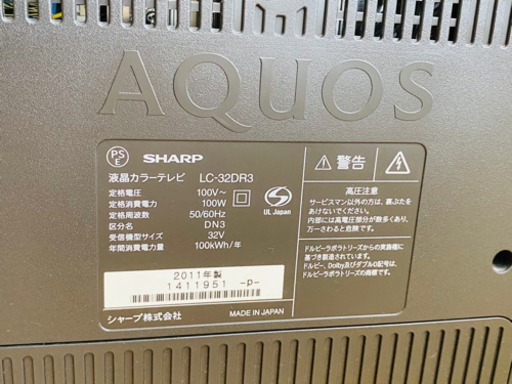 AQUOS
PS
E
SHARP
液晶カラーテレビ LC-32DR3
定格電圧 100V~
定格消費電力 100W
定格周波数 50/60Hz
区分名 DN3
受信機型サイズ 32V
年間消費電力量 100kWh/年
UL Japan
2011年製
1411951 -P-
シャープ株式会社
MADE IN JAPAN
警告
高圧注意
サービスマン以外の方は、裏ぶたを
あけないでください。
内部には高電圧部分が数多くあり、
万一さわると危険です。
ドルビーラボラトリーズからの実施権に
基づき製造されています。
ドルビー、Dolby及びダブルD記号は、
ドルビーラボラトリーズの商標です。